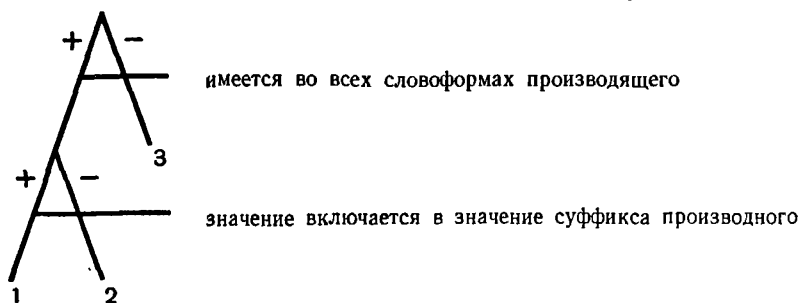 + −
имеется во всех словоформах производящего
3
+ −
значение включается в значение суффикса производного
1 2